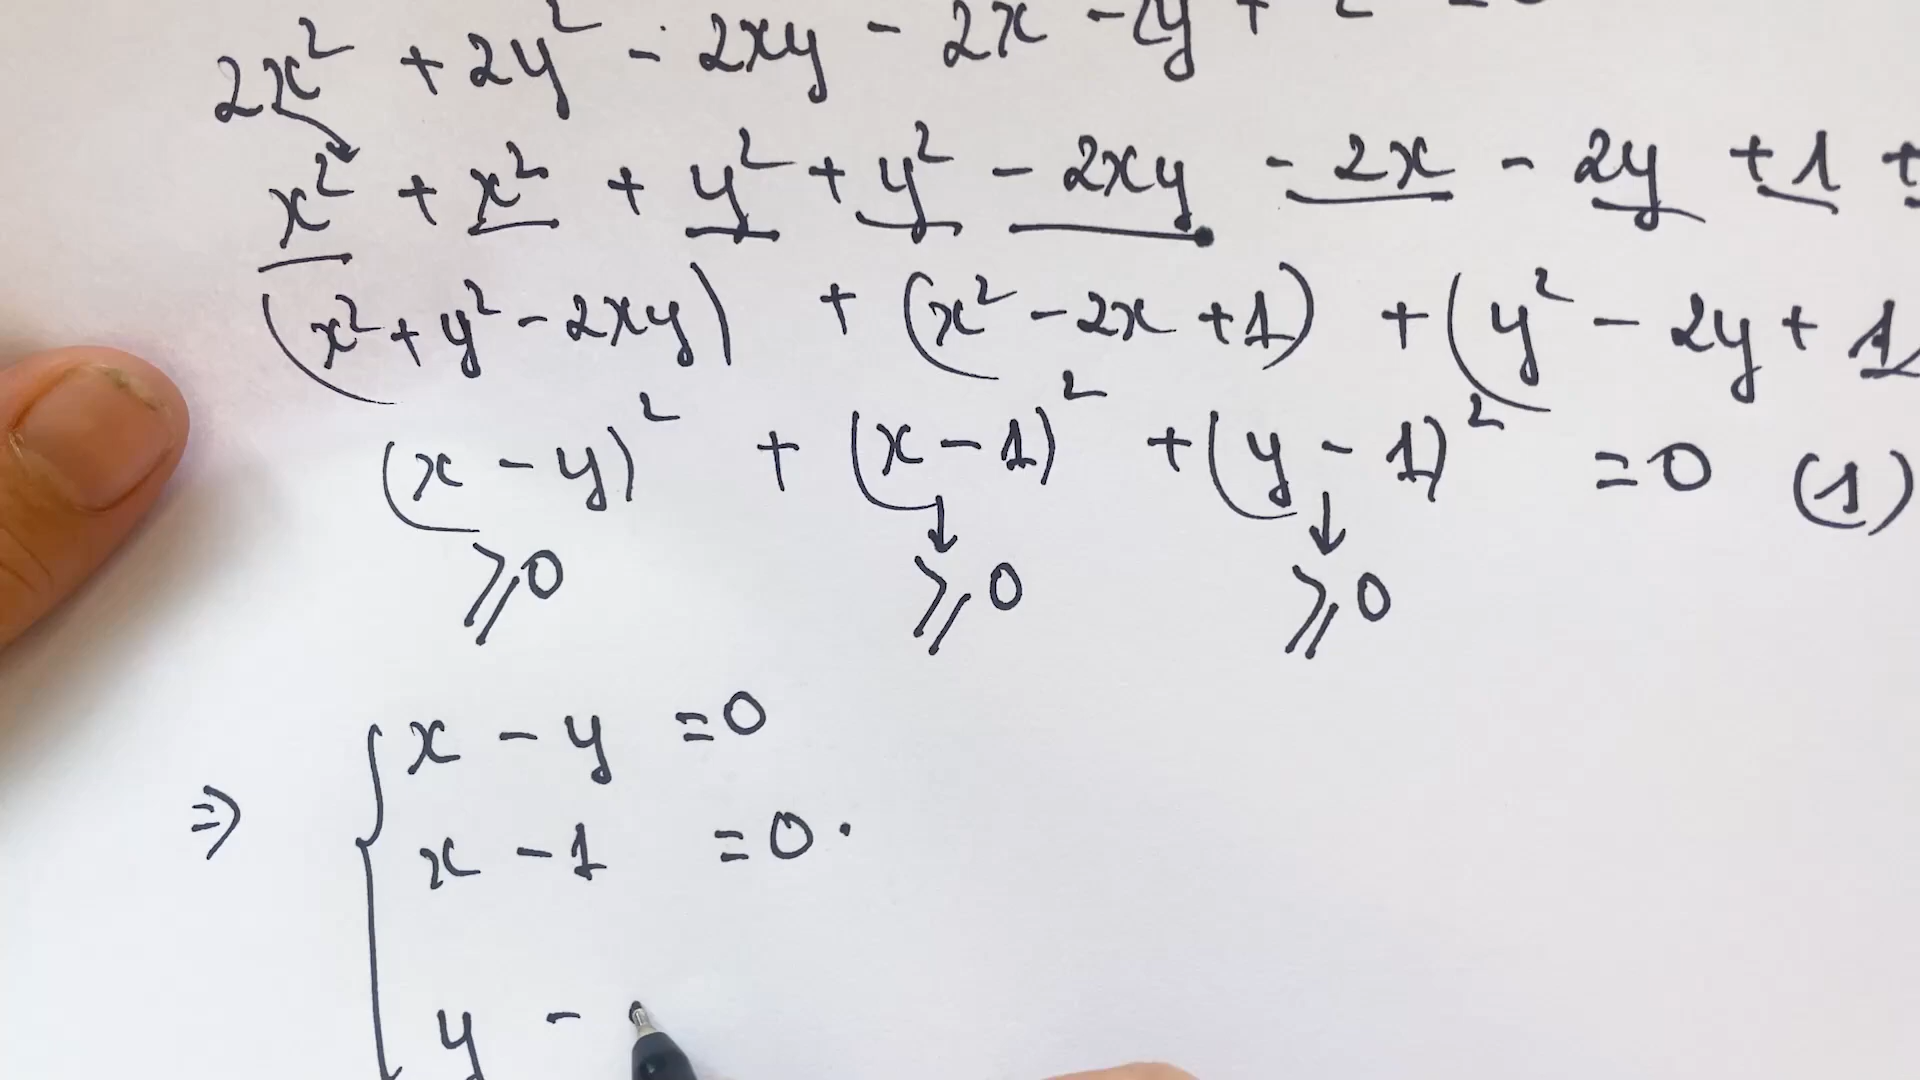 2x² + 2y² - 2xy - 2x - 2y +
x² + x² + y² + y² - 2xy - 2x - 2y + 1 +
(x² + y² - 2xy) + (x² - 2x + 1) + (y² - 2y + 1
(x - y)² + (x - 1)² + (y - 1)² = 0 (1)
⩾0 ⩾0 ⩾0
x - y = 0
⇒ x - 1 = 0.
y -